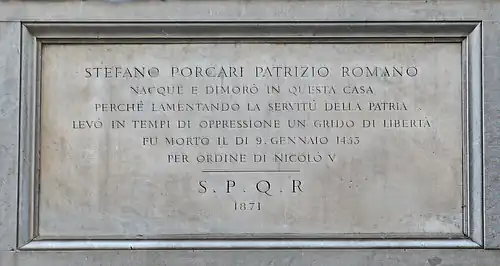 STEFANO PORCARI PATRIZIO ROMANO
NACQUE E DIMORÒ IN QUESTA CASA
PERCHÈ LAMENTANDO LA SERVITÙ DELLA PATRIA
LEVÒ IN TEMPI DI OPPRESSIONE UN GRIDO DI LIBERTÀ
FU MORTO IL DÌ 9. GENNAIO 1453
PER ORDINE DI NICOLÒ V
S. P. Q. R
1871